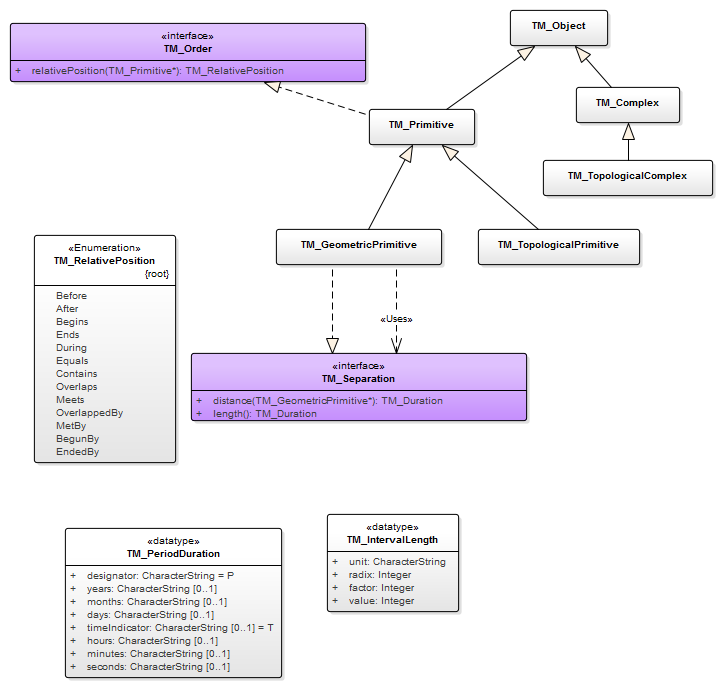 «interface»
TM_Order
+ relativePosition(TM_Primitive*): TM_RelativePosition
TM_Object
TM_Complex
TM_Primitive
TM_TopologicalComplex
TM_GeometricPrimitive
TM_TopologicalPrimitive
«Enumeration»
TM_RelativePosition
{root}
Before
After
Begins
Ends
During
Equals
Contains
Overlaps
Meets
OverlappedBy
MetBy
BegunBy
EndedBy
«Uses»
«interface»
TM_Separation
+ distance(TM_GeometricPrimitive*): TM_Duration
+ length(): TM_Duration
«datatype»
TM_PeriodDuration
+ designator: CharacterString = P
+ years: CharacterString [0..1]
+ months: CharacterString [0..1]
+ days: CharacterString [0..1]
+ timeIndicator: CharacterString [0..1] = T
+ hours: CharacterString [0..1]
+ minutes: CharacterString [0..1]
+ seconds: CharacterString [0..1]
«datatype»
TM_IntervalLength
+ unit: CharacterString
+ radix: Integer
+ factor: Integer
+ value: Integer